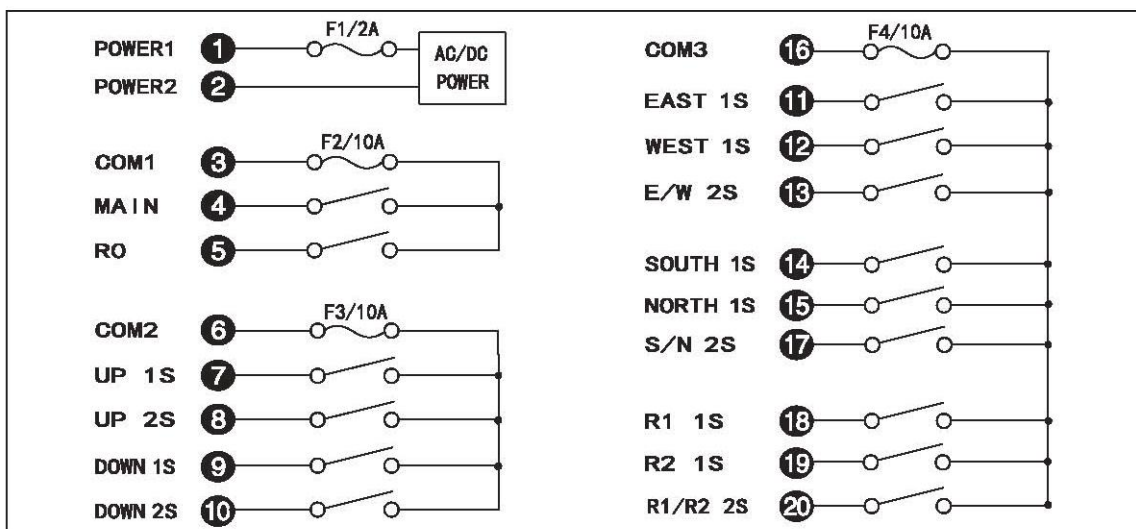 POWER1 1 F1/2A AC/DC
POWER2 2 POWER
COM1 3 F2/10A
MAIN 4
RO 5
COM2 6 F3/10A
UP 1S 7
UP 2S 8
DOWN 1S 9
DOWN 2S 10
COM3 16 F4/10A
EAST 1S 11
WEST 1S 12
E/W 2S 13
SOUTH 1S 14
NORTH 1S 15
S/N 2S 17
R1 1S 18
R2 1S 19
R1/R2 2S 20